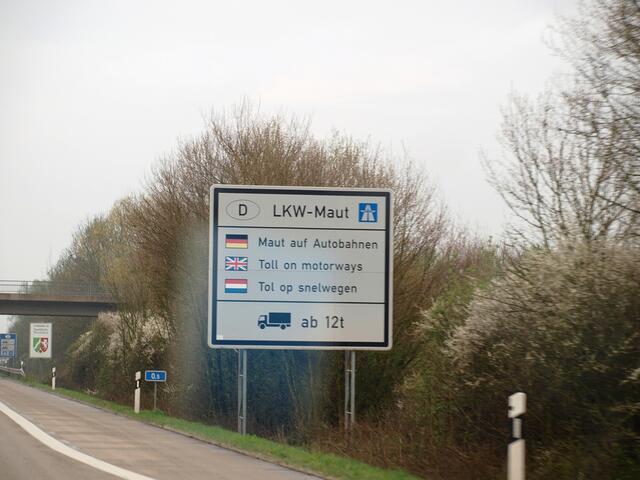 D LKW-Maut
Maut auf Autobahnen
Toll on motorways
Tol op snelwegen
ab 12t
0,5